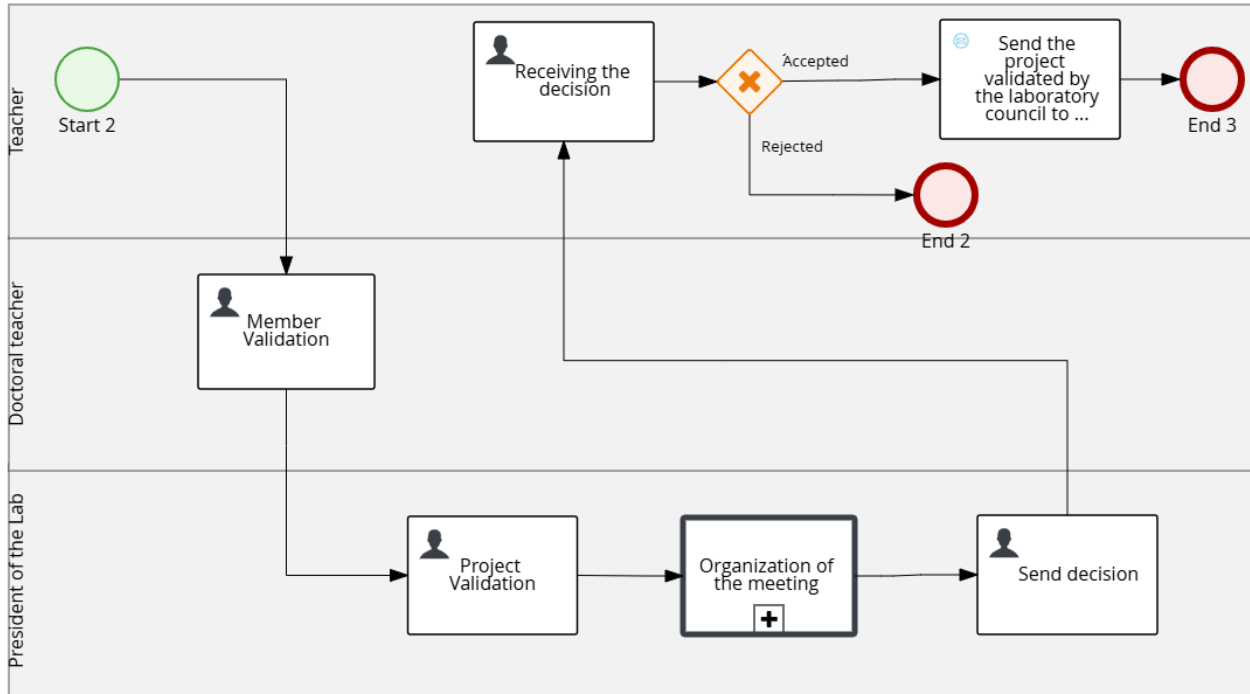 Teacher
Start 2
Receiving the
decision
Accepted
Rejected
Send the
project
validated by
the laboratory
council to ...
End 3
End 2
Doctoral teacher
Member
Validation
President of the Lab
Project
Validation
Organization of
the meeting
Send decision